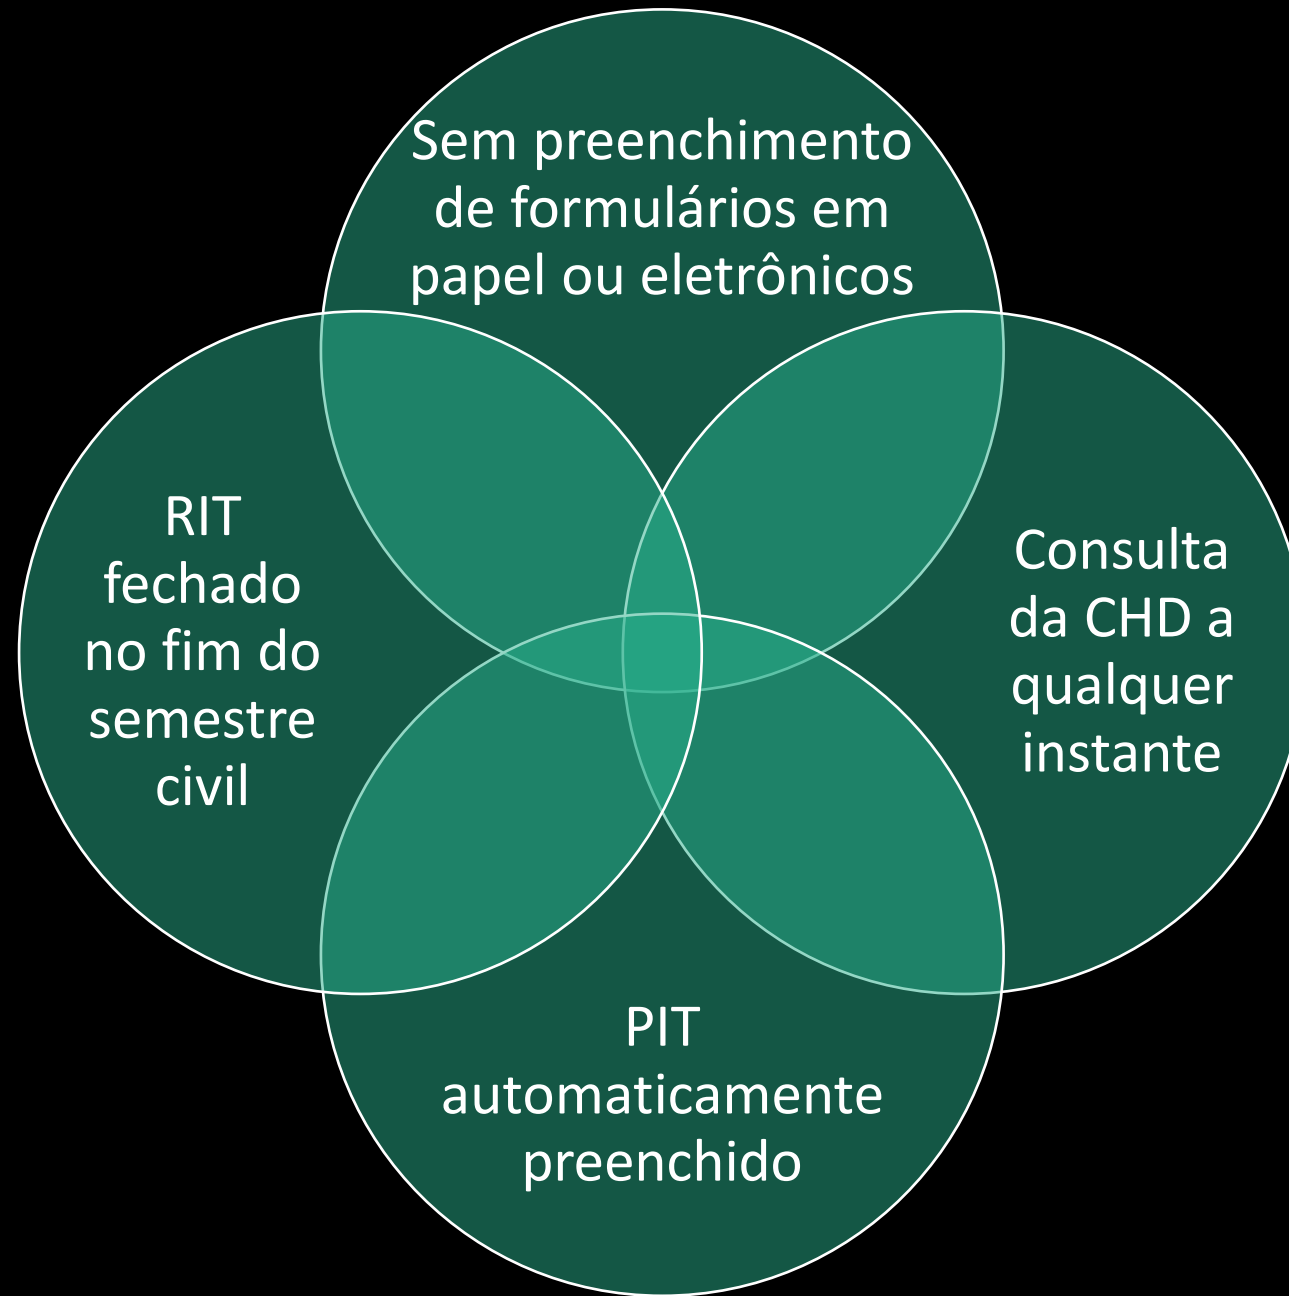 Sem preenchimento
de formulários em
papel ou eletrônicos
RIT
fechado
no fim do
semestre
civil
Consulta
da CHD a
qualquer
instante
PIT
automaticamente
preenchido